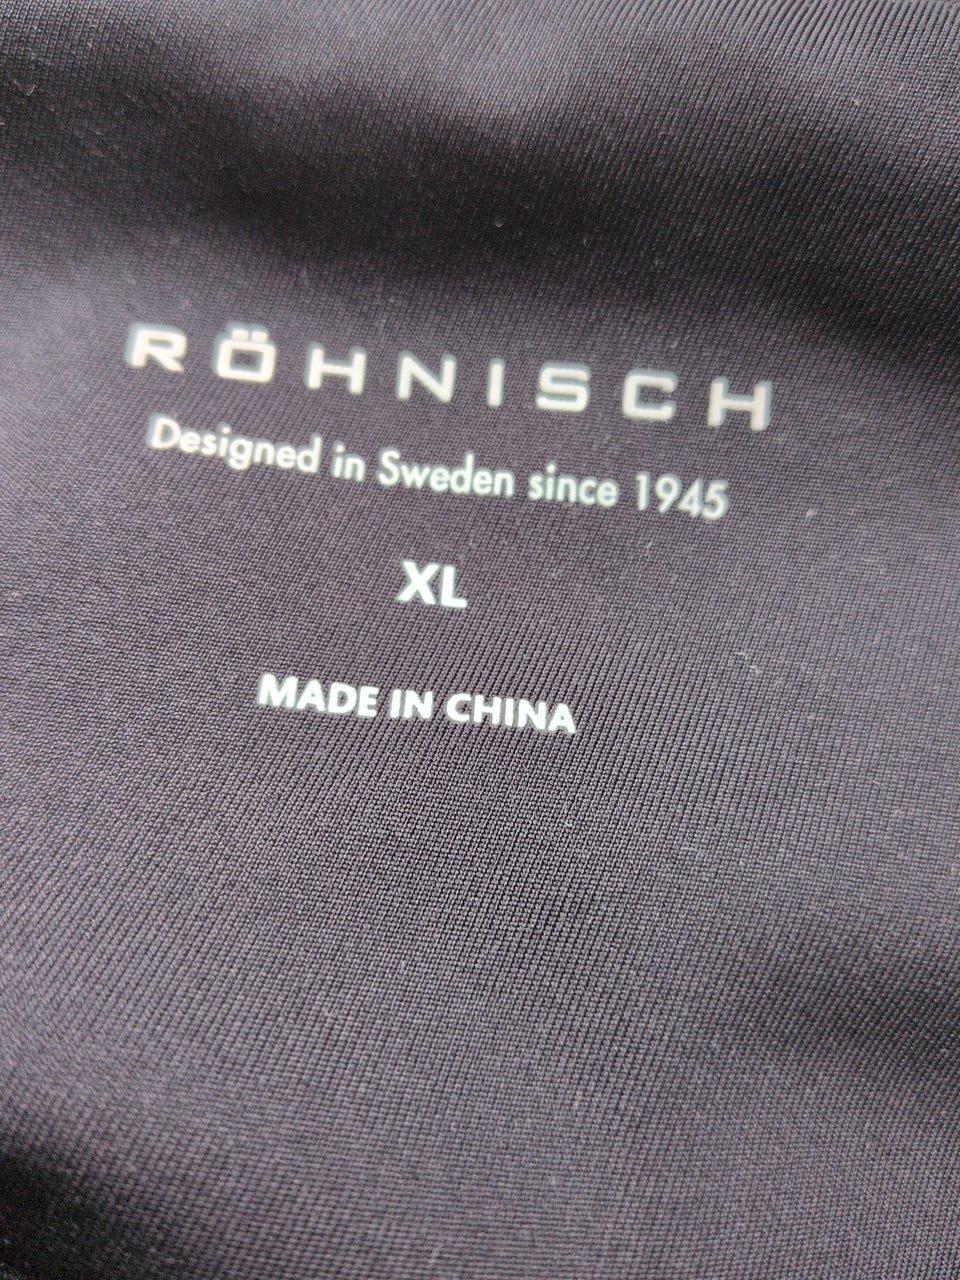 RÖHNISCH
Designed in Sweden since 1945
XL
MADE IN CHINA